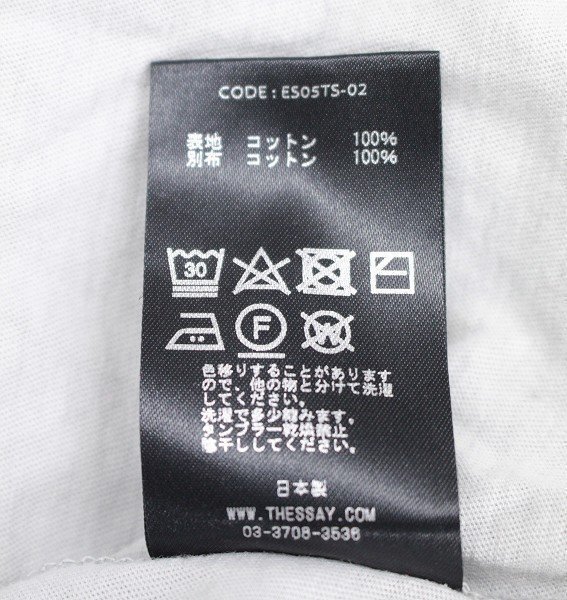 CODE : ES05TS-02
表地 コットン 100%
別布 コットン 100%
30
F
W
色移りすることがあります
ので、他の物と分けて洗濯
してください。
洗濯で多少縮みます。
タンブラー乾燥禁止
陰干ししてください。
日本製
WWW.THESSAY.COM
03-3708-3536